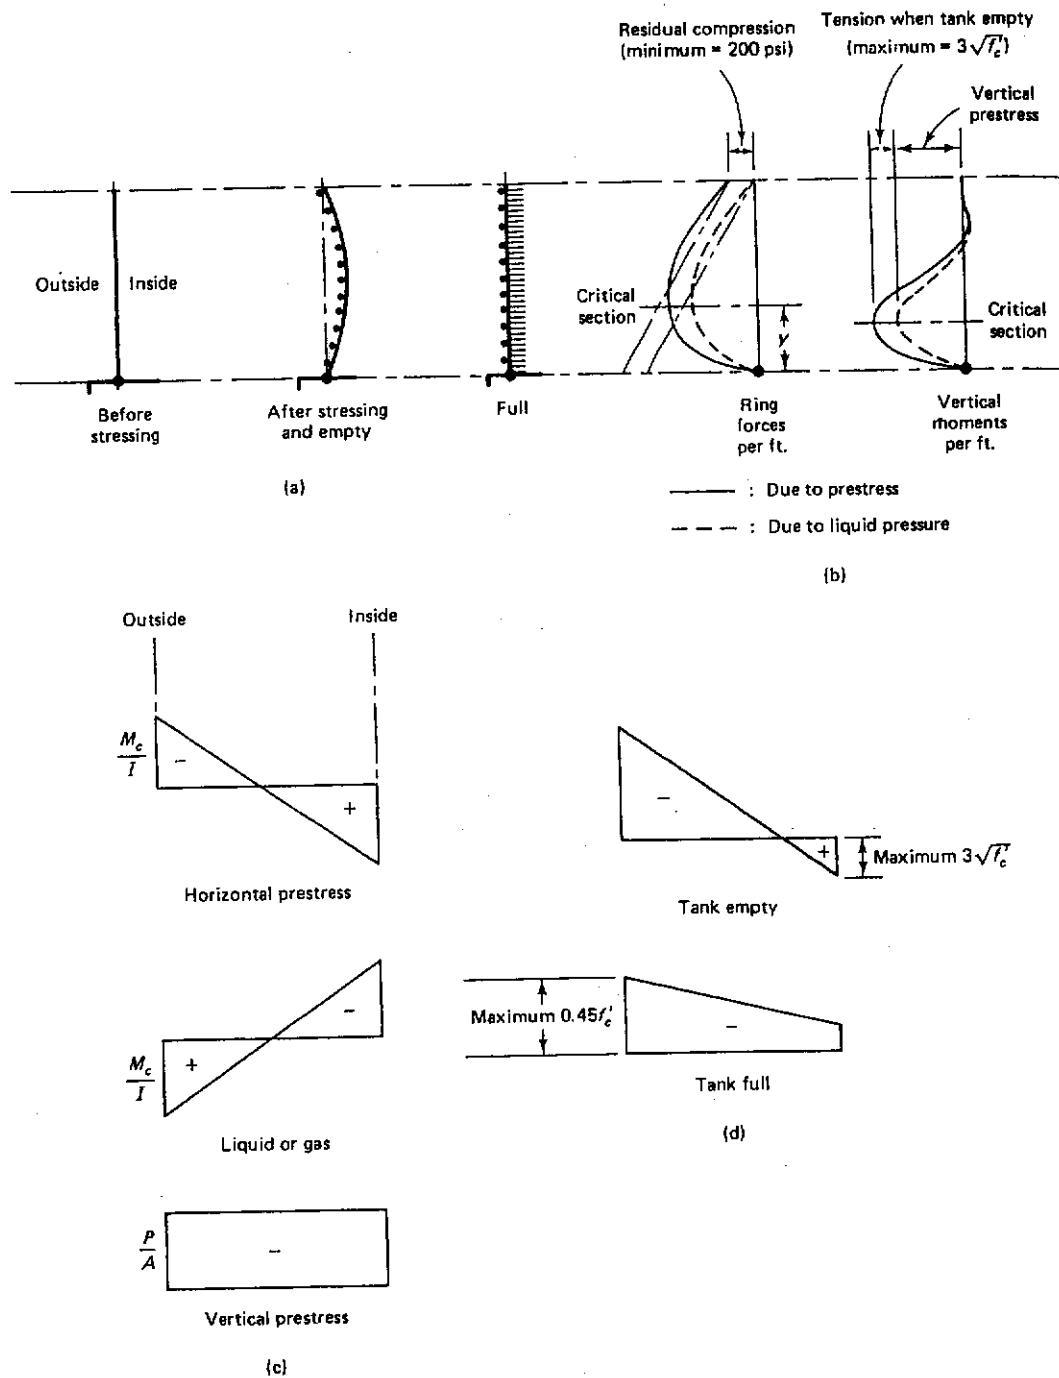 Residual compression
(minimum = 200 psi)
Tension when tank empty
(maximum = 3√f′c)
Vertical
prestress
Outside
Inside
Critical
section
y
Critical
section
Before
stressing
After stressing
and empty
Full
Ring
forces
per ft.
Vertical
moments
per ft.
(a)
: Due to prestress
: Due to liquid pressure
(b)
Outside
Inside
Mc
I
−
+
Horizontal prestress
−
+
Maximum 3√f′c
Tank empty
Mc
I
+
−
Liquid or gas
Maximum 0.45f′c
−
Tank full
(d)
P
A
−
Vertical prestress
(c)